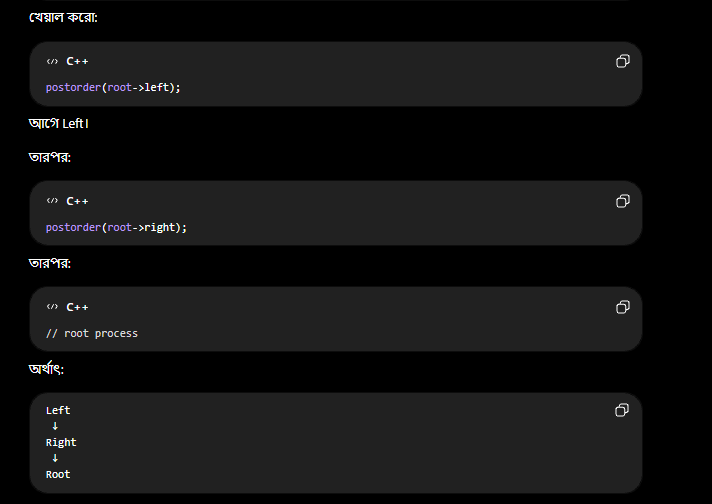 খেয়াল করো:
C++
postorder(root->left);
আগে Left।
তারপর:
C++
postorder(root->right);
তারপর:
C++
// root process
অর্থাৎ:
Left
↓
Right
↓
Root